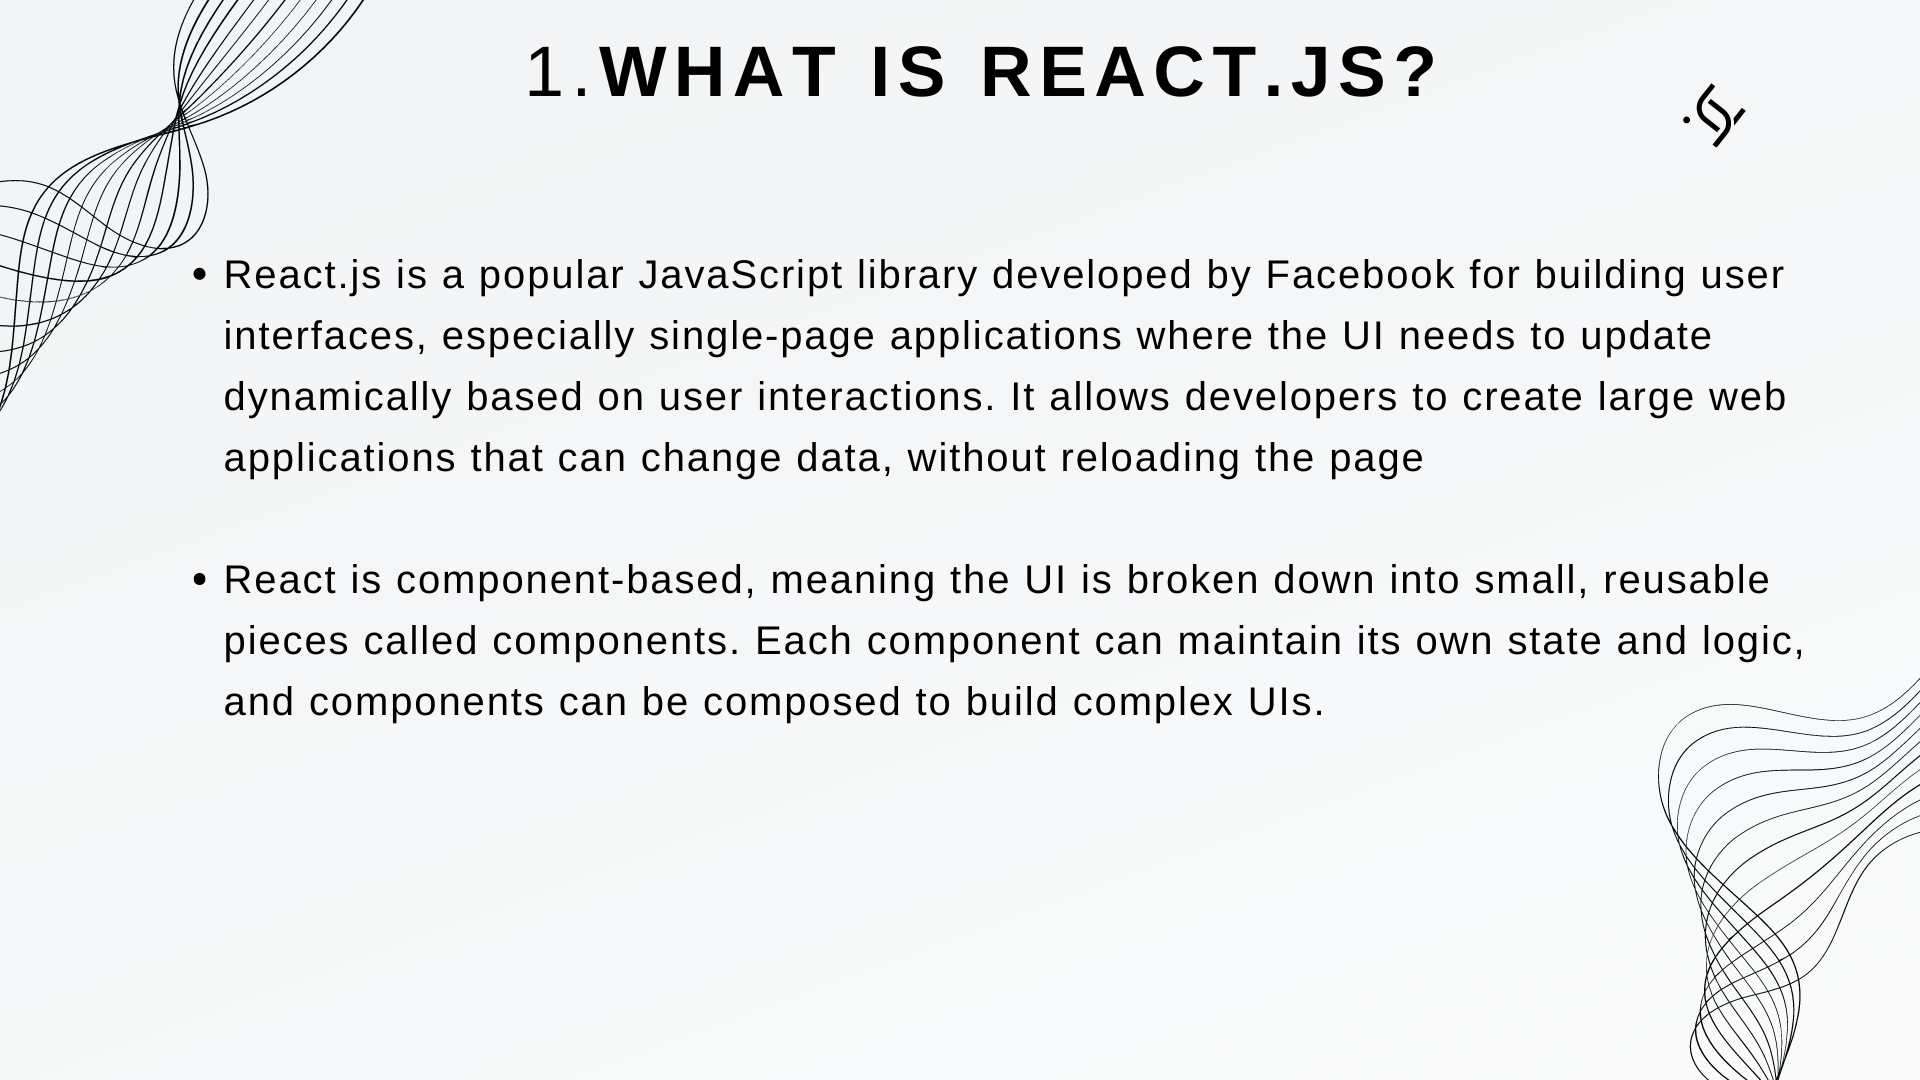 1.WHAT IS REACT.JS?
• React.js is a popular JavaScript library developed by Facebook for building user
interfaces, especially single-page applications where the UI needs to update
dynamically based on user interactions. It allows developers to create large web
applications that can change data, without reloading the page
• React is component-based, meaning the UI is broken down into small, reusable
pieces called components. Each component can maintain its own state and logic,
and components can be composed to build complex UIs.